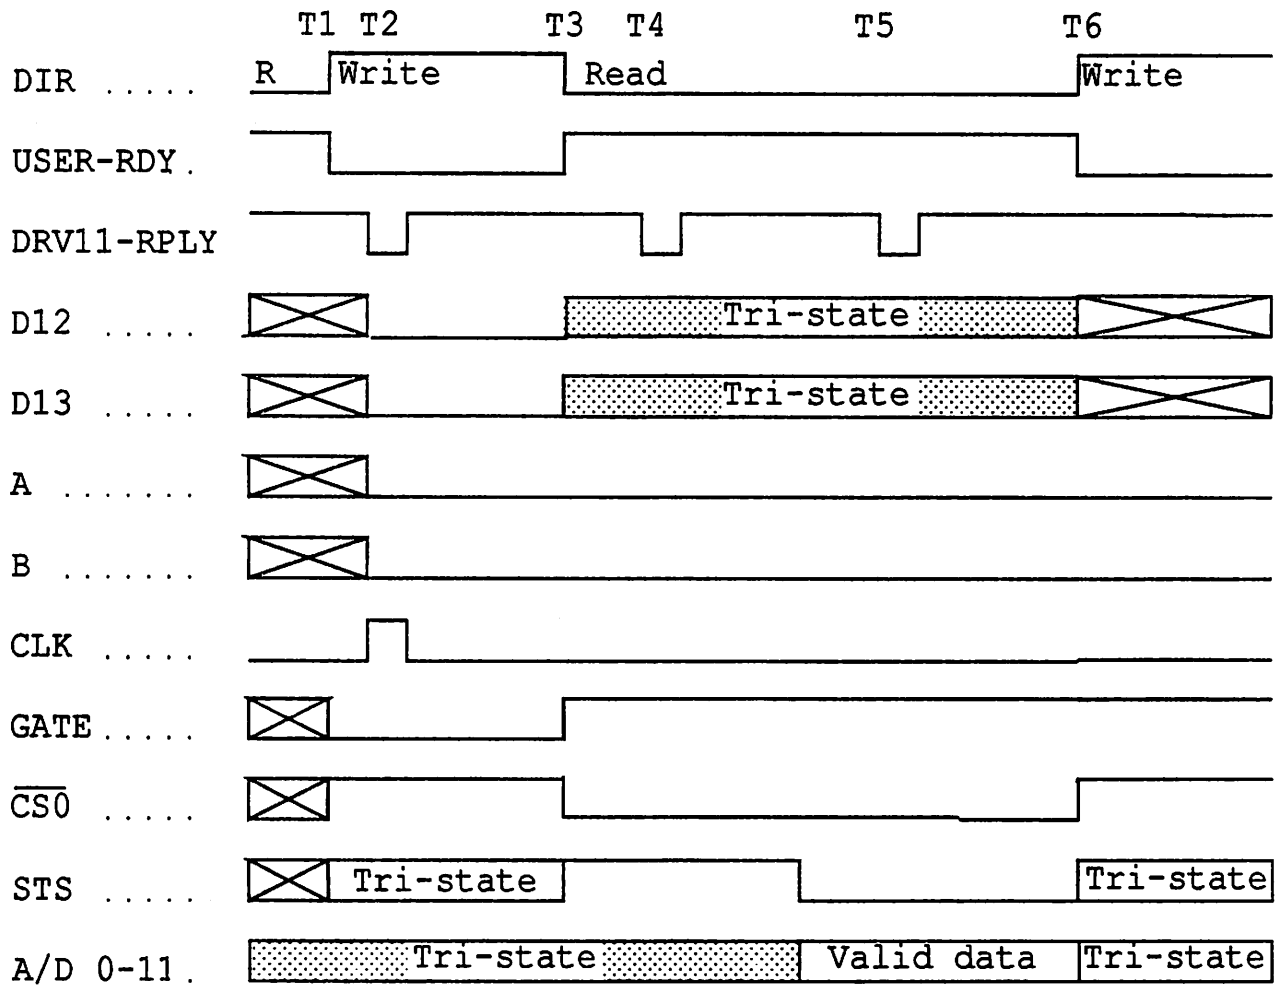 T1 T2 T3 T4 T5 T6
DIR ..... R Write Read Write
USER-RDY .
DRV11-RPLY
D12 ..... Tri-state
D13 ..... Tri-state
A .......
B .......
CLK .....
GATE .....
C̅S̅0̅ .....
STS ..... Tri-state Tri-state
A/D 0-11 . Tri-state Valid data Tri-state